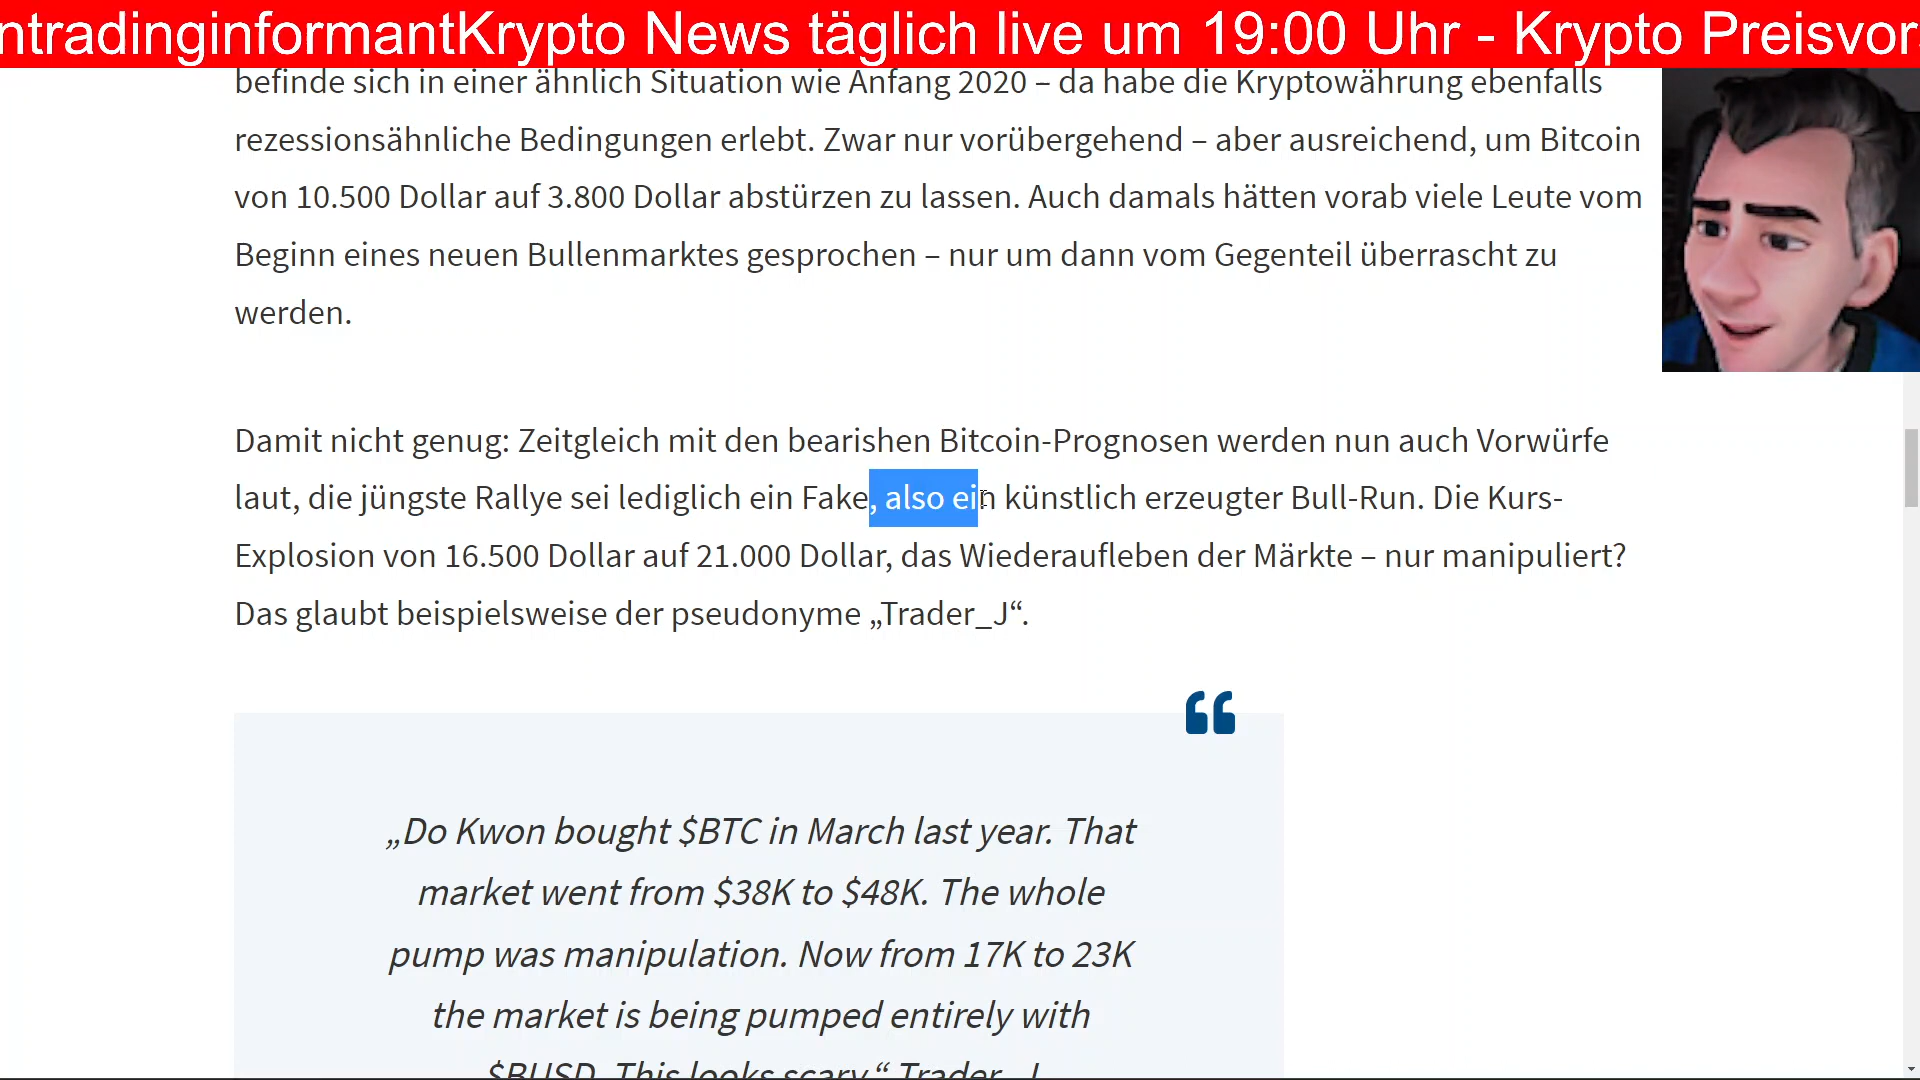 ntradinginformantKrypto News täglich live um 19:00 Uhr - Krypto Preisvor
befinde sich in einer ähnlich Situation wie Anfang 2020 – da habe die Kryptowährung ebenfalls
rezessionsähnliche Bedingungen erlebt. Zwar nur vorübergehend – aber ausreichend, um Bitcoin
von 10.500 Dollar auf 3.800 Dollar abstürzen zu lassen. Auch damals hätten vorab viele Leute vom
Beginn eines neuen Bullenmarktes gesprochen – nur um dann vom Gegenteil überrascht zu
werden.
Damit nicht genug: Zeitgleich mit den bearishen Bitcoin-Prognosen werden nun auch Vorwürfe
laut, die jüngste Rallye sei lediglich ein Fake, also ein künstlich erzeugter Bull-Run. Die Kurs-
Explosion von 16.500 Dollar auf 21.000 Dollar, das Wiederaufleben der Märkte – nur manipuliert?
Das glaubt beispielsweise der pseudonyme „Trader_J“.
„Do Kwon bought $BTC in March last year. That
market went from $38K to $48K. The whole
pump was manipulation. Now from 17K to 23K
the market is being pumped entirely with
$BUSD. This looks scary.“ Trader_J